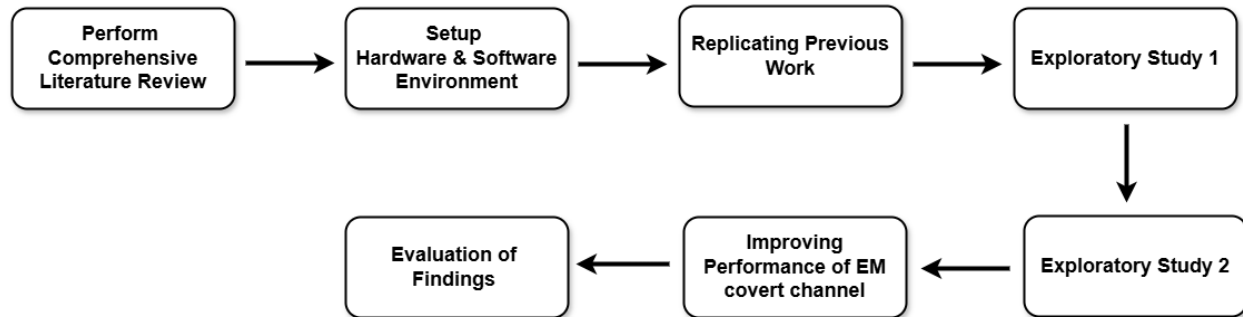 Perform
Comprehensive
Literature Review
Setup
Hardware & Software
Environment
Replicating Previous
Work
Exploratory Study 1
Exploratory Study 2
Improving
Performance of EM
covert channel
Evaluation of
Findings